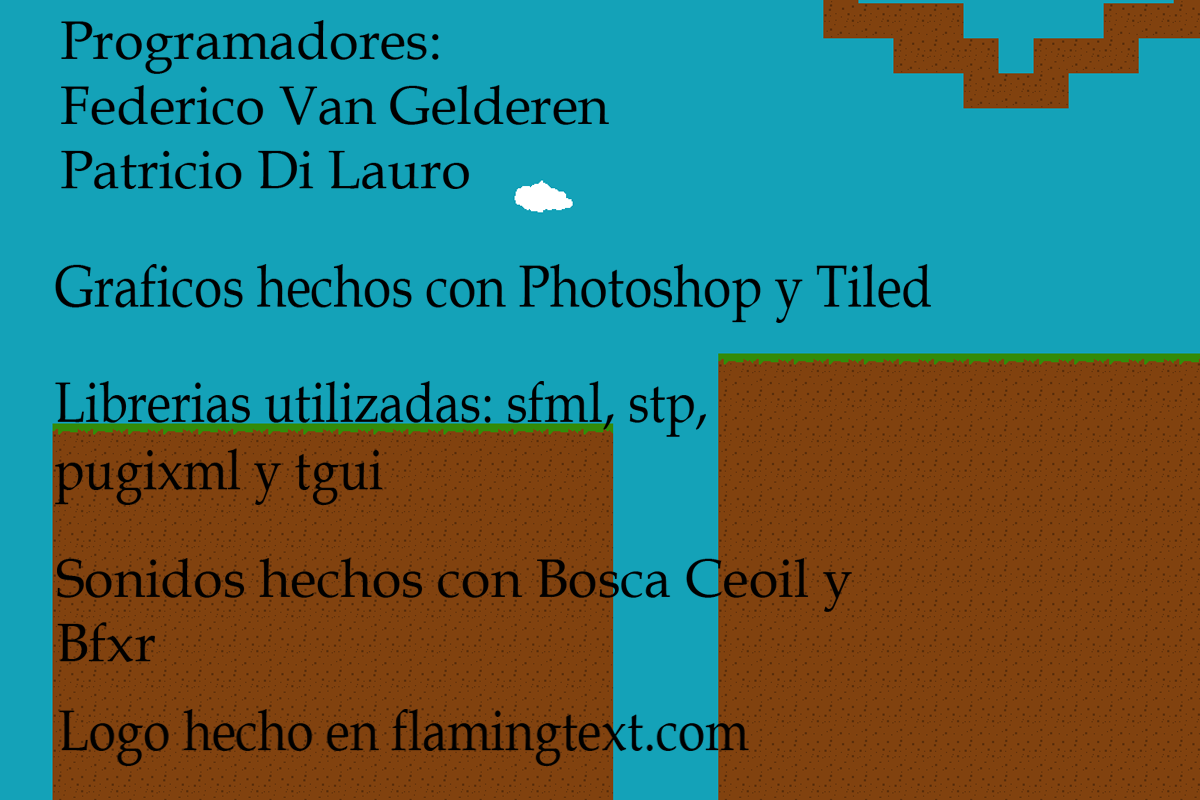 Programadores:
Federico Van Gelderen
Patricio Di Lauro
Graficos hechos con Photoshop y Tiled
Librerias utilizadas: sfml, stp,
pugixml y tgui
Sonidos hechos con Bosca Ceoil y
Bfxr
Logo hecho en flamingtext.com